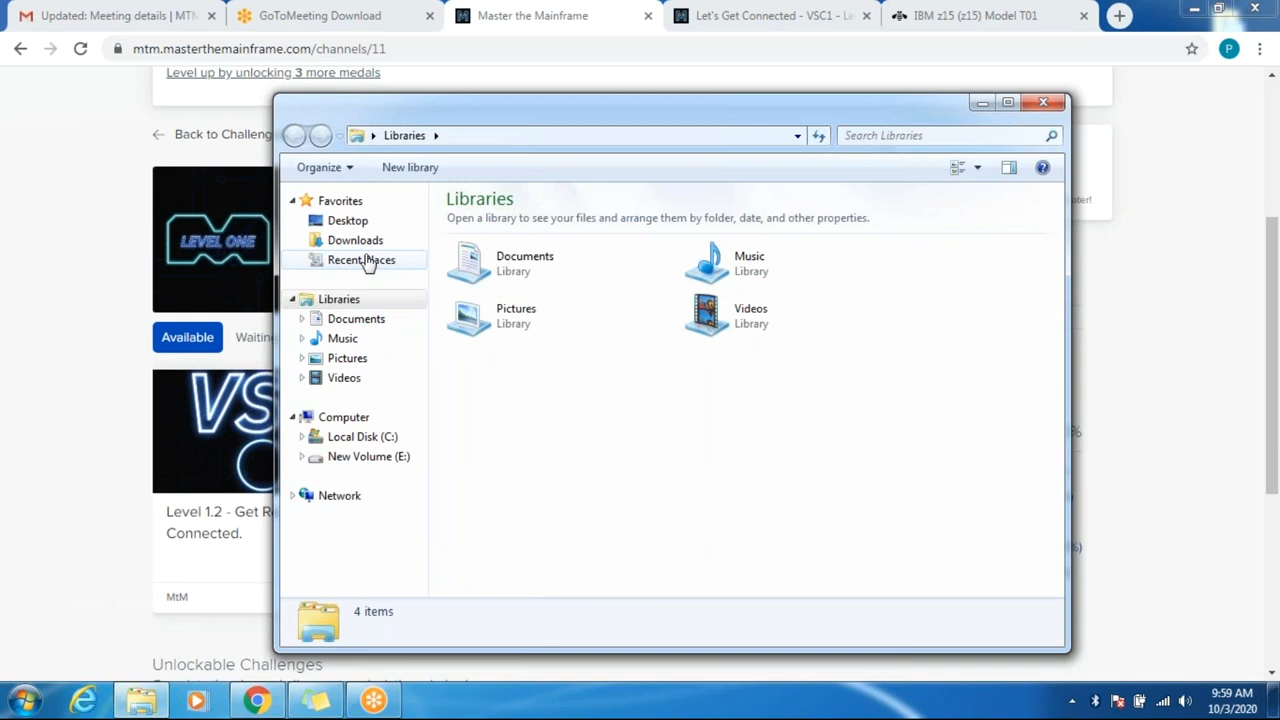 Updated: Meeting details | MTM
GoToMeeting Download
Master the Mainframe
Let's Get Connected - VSC1 - Le
IBM z15 (z15) Model T01
mtm.masterthemainframe.com/channels/11
P
Level up by unlocking 3 more medals
Back to Challeng
Libraries
Search Libraries
Organize
New library
Favorites
Desktop
Downloads
Recent Places
Libraries
Documents
Music
Pictures
Videos
Computer
Local Disk (C:)
New Volume (E:)
Network
Libraries
Open a library to see your files and arrange them by folder, date, and other properties.
Documents
Library
Music
Library
Pictures
Library
Videos
Library
4 items
ater!
LEVEL ONE
Available
Waitin
VS
Level 1.2 - Get R
Connected.
MtM
%
%)
Unlockable Challenges
9:59 AM
10/3/2020